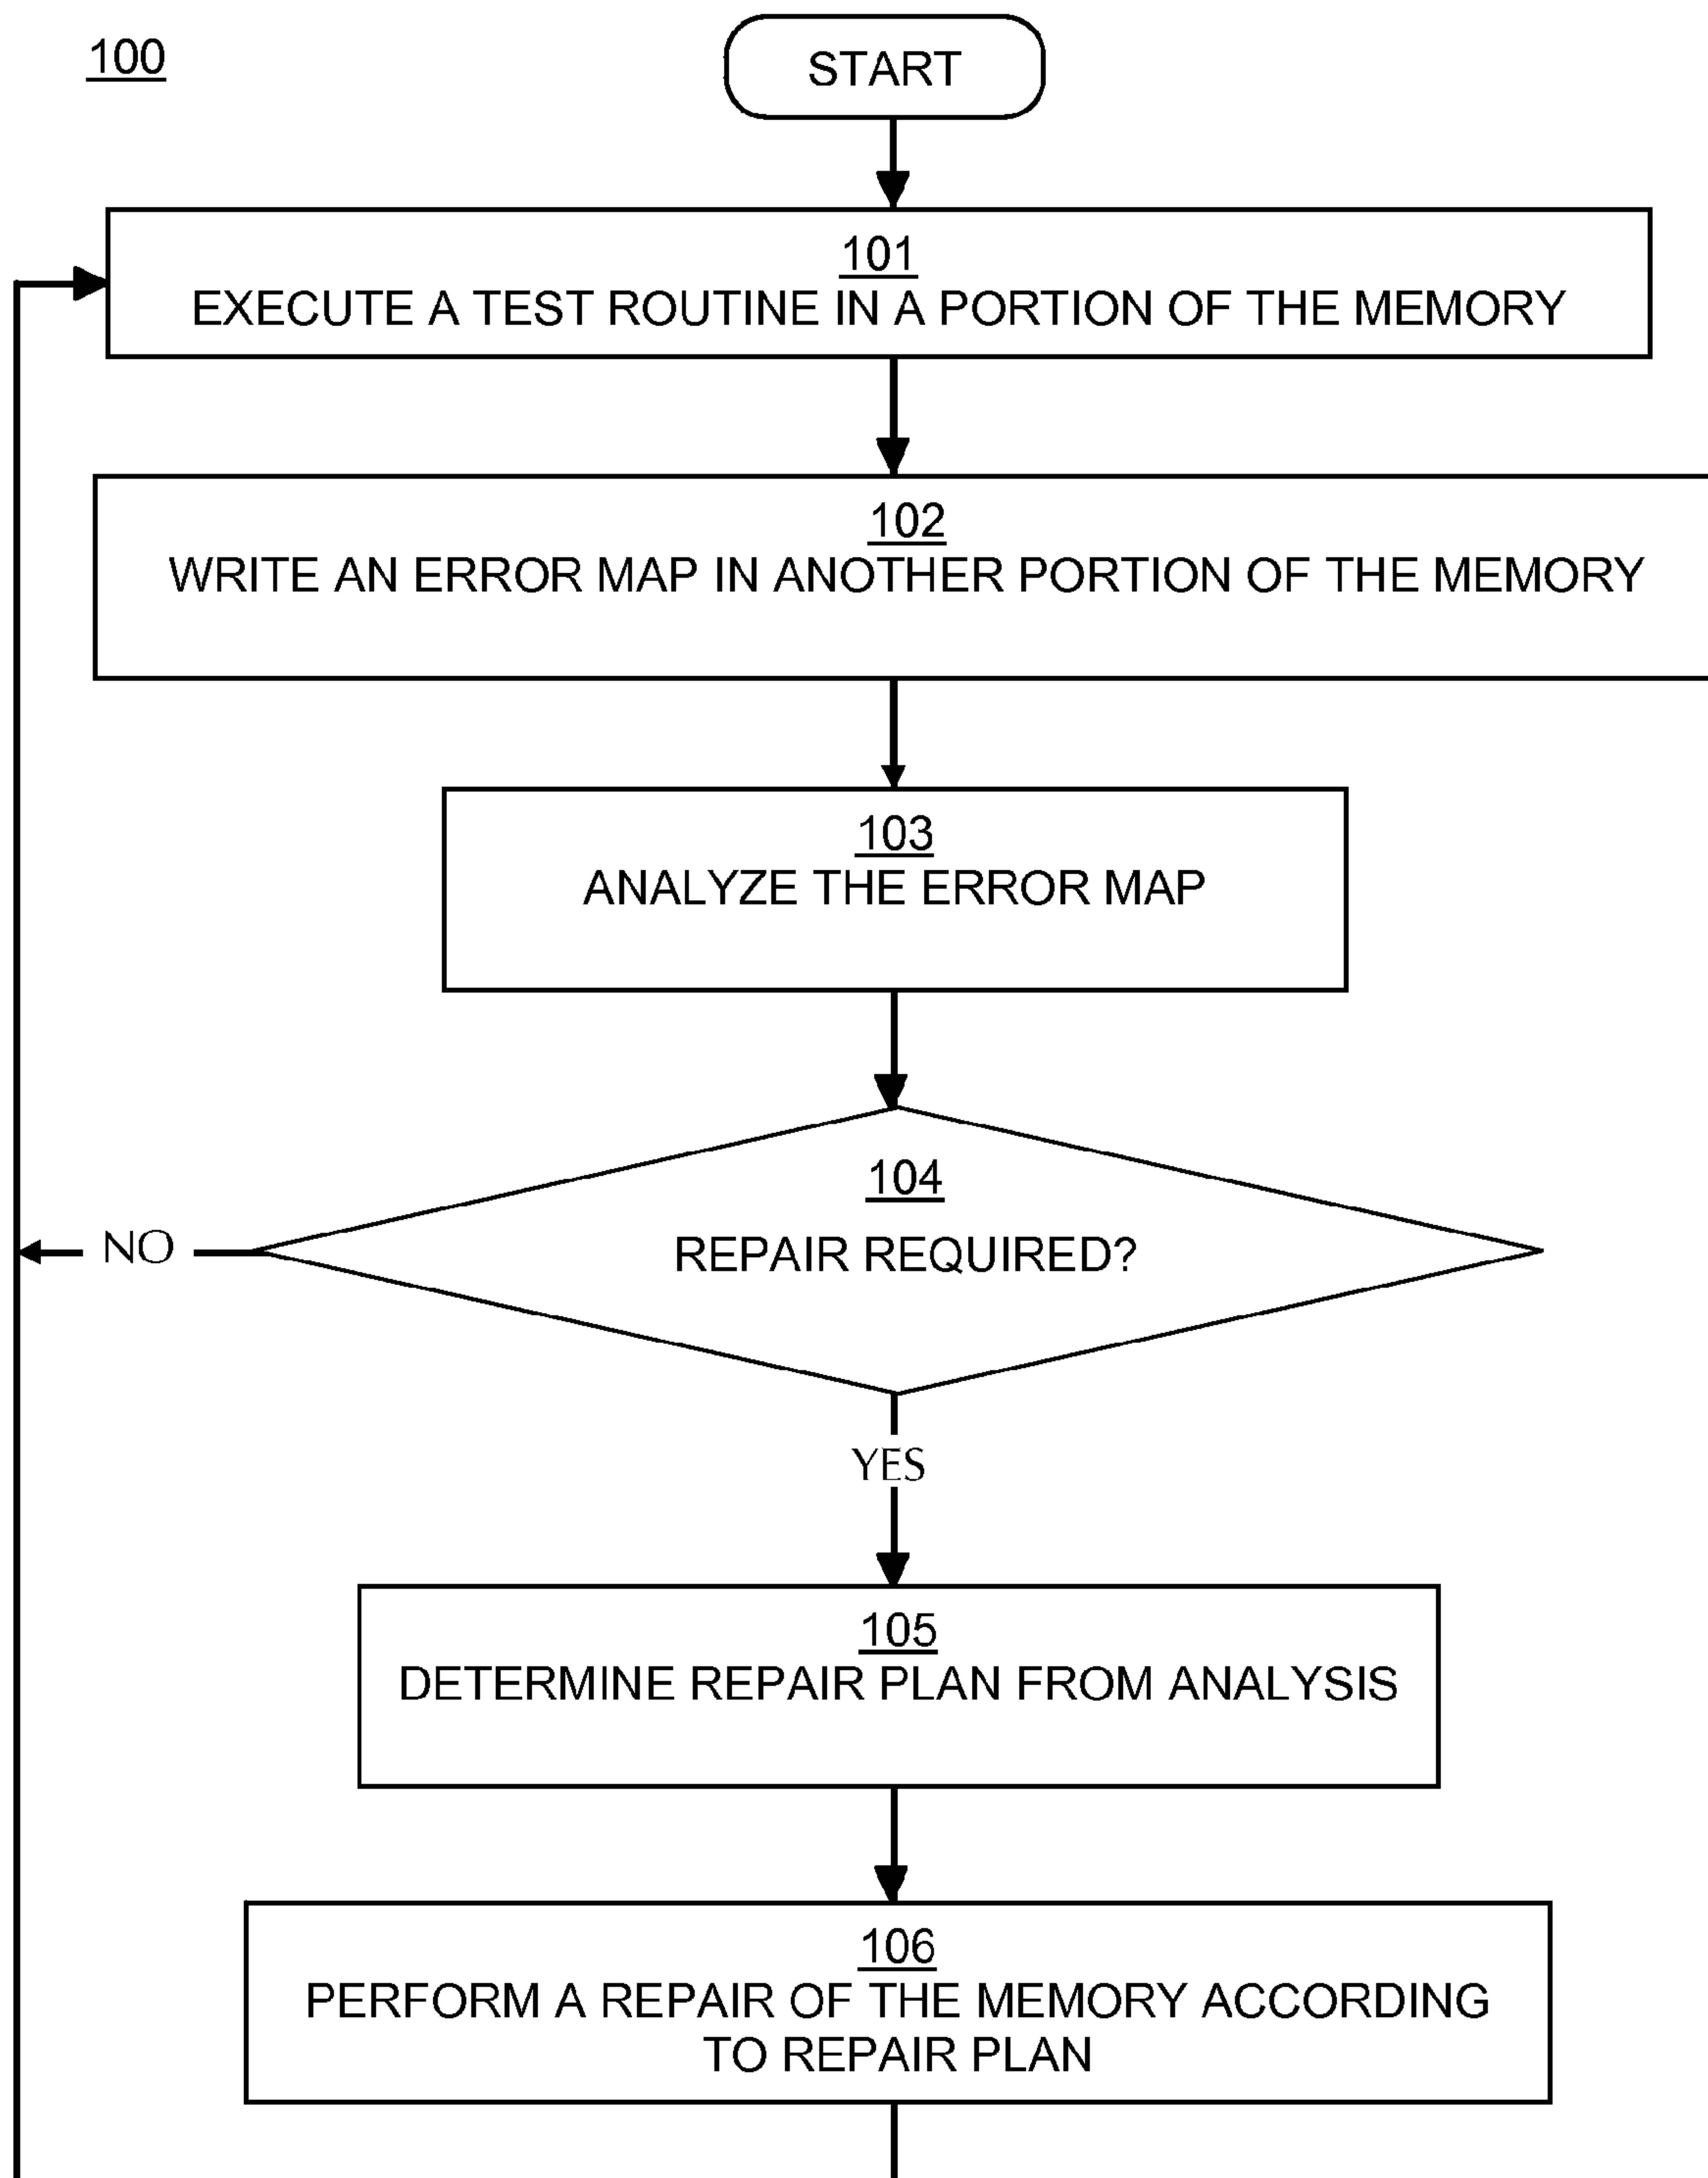 100
START
101
EXECUTE A TEST ROUTINE IN A PORTION OF THE MEMORY
102
WRITE AN ERROR MAP IN ANOTHER PORTION OF THE MEMORY
103
ANALYZE THE ERROR MAP
104
REPAIR REQUIRED?
NO
YES
105
DETERMINE REPAIR PLAN FROM ANALYSIS
106
PERFORM A REPAIR OF THE MEMORY ACCORDING
TO REPAIR PLAN